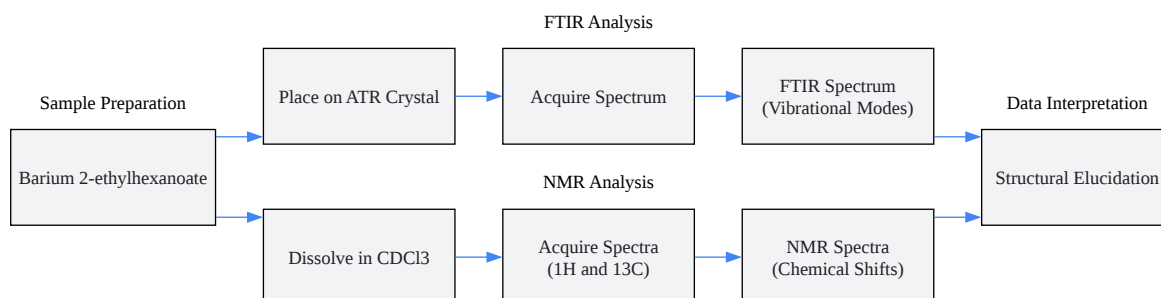 FTIR Analysis
Sample Preparation
Place on ATR Crystal
Acquire Spectrum
FTIR Spectrum
(Vibrational Modes)
Data Interpretation
Barium 2-ethylhexanoate
Structural Elucidation
NMR Analysis
Dissolve in CDCl3
Acquire Spectra
(1H and 13C)
NMR Spectra
(Chemical Shifts)